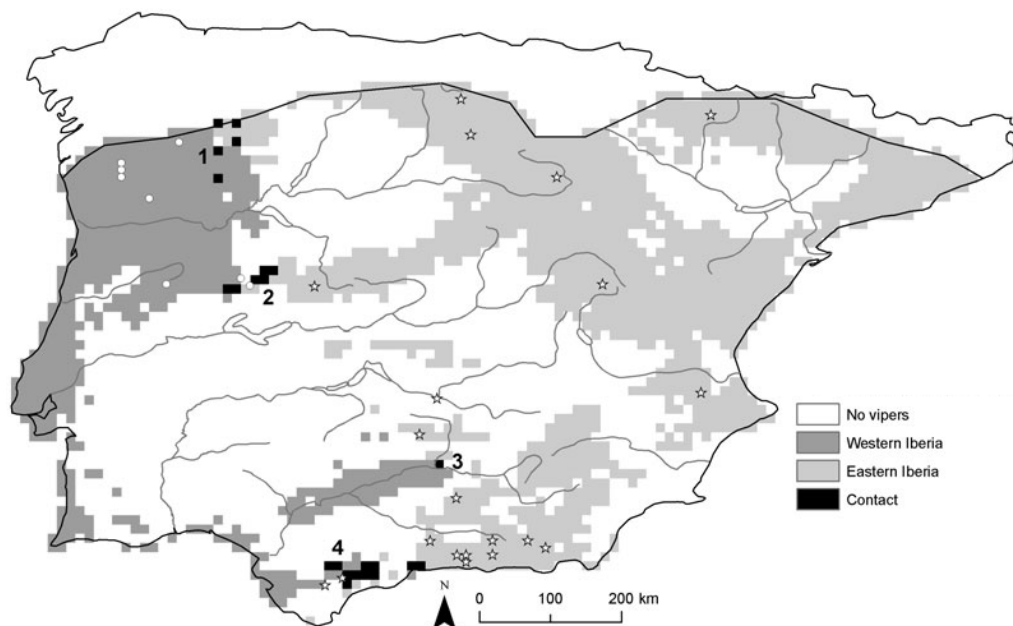 1
2
3
4
No vipers
Western Iberia
Eastern Iberia
Contact
N
0 100 200 km